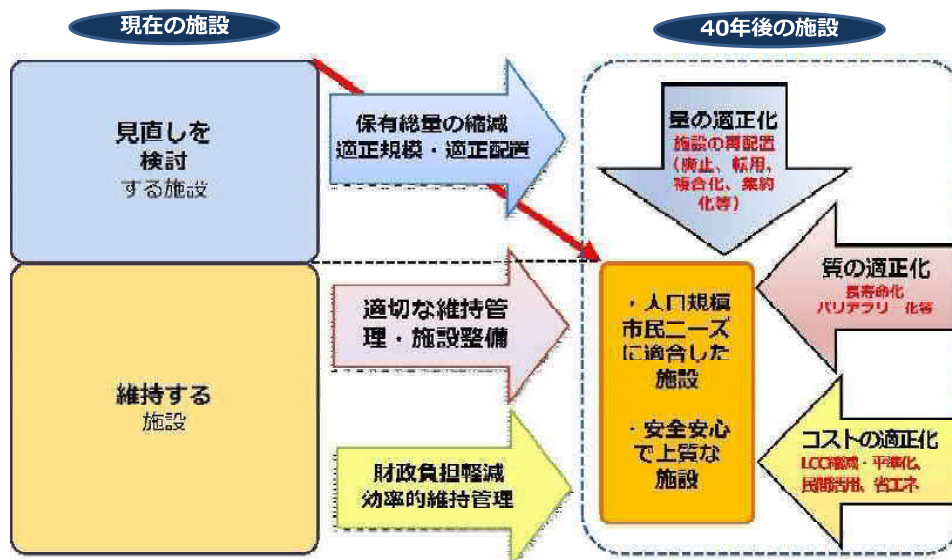 現在の施設
40年後の施設
見直しを
検討
する施設
保有総量の縮減
適正規模・適正配置
量の適正化
施設の再配置
(廃止、転用、
複合化、集約
化等)
質の適正化
長寿命化
バリアフリー化等
適切な維持管
理・施設整備
・人口規模
市民ニーズ
に適合した
施設
・安全安心
で上質な
施設
維持する
施設
財政負担軽減
効率的維持管理
コストの適正化
LCC縮減・平準化、
民間活用、省エネ